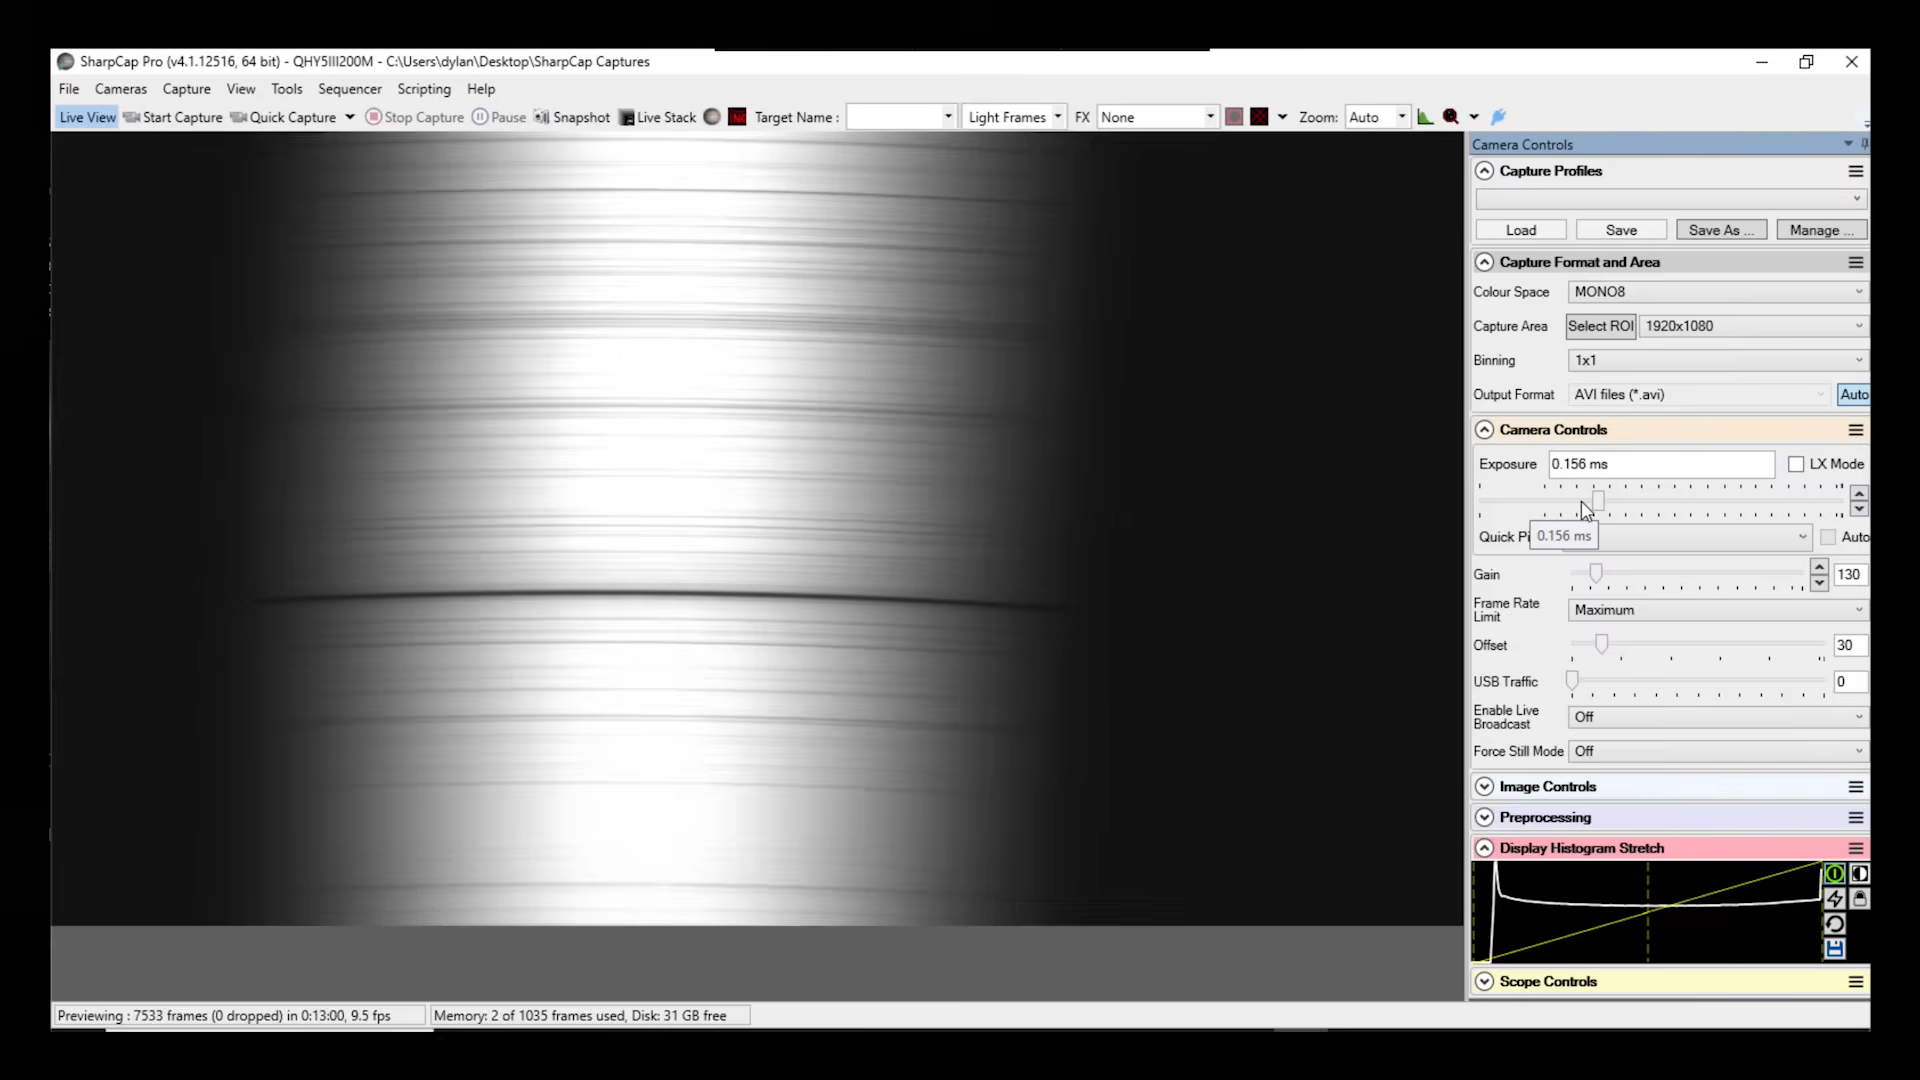 SharpCap Pro (v4.1.12516, 64 bit) - QHY5III200M - C:\Users\dylan\Desktop\SharpCap Captures
File Cameras Capture View Tools Sequencer Scripting Help
Live View Start Capture Quick Capture Stop Capture Pause Snapshot Live Stack Target Name : Light Frames FX None Zoom: Auto
Camera Controls
Capture Profiles
Load Save Save As ... Manage ...
Capture Format and Area
Colour Space MONO8
Capture Area Select ROI 1920x1080
Binning 1x1
Output Format AVI files (*.avi) Auto
Camera Controls
Exposure 0.156 ms LX Mode
Quick Pi 0.156 ms Auto
Gain 130
Frame Rate Limit Maximum
Offset 30
USB Traffic 0
Enable Live Broadcast Off
Force Still Mode Off
Image Controls
Preprocessing
Display Histogram Stretch
Scope Controls
Previewing : 7533 frames (0 dropped) in 0:13:00, 9.5 fps Memory: 2 of 1035 frames used, Disk: 31 GB free